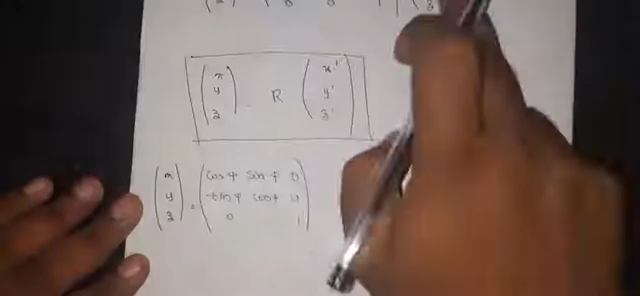 x x'
y R y'
z z'
x cos φ sin φ 0
y = -sin φ cos φ 0
z 0 1